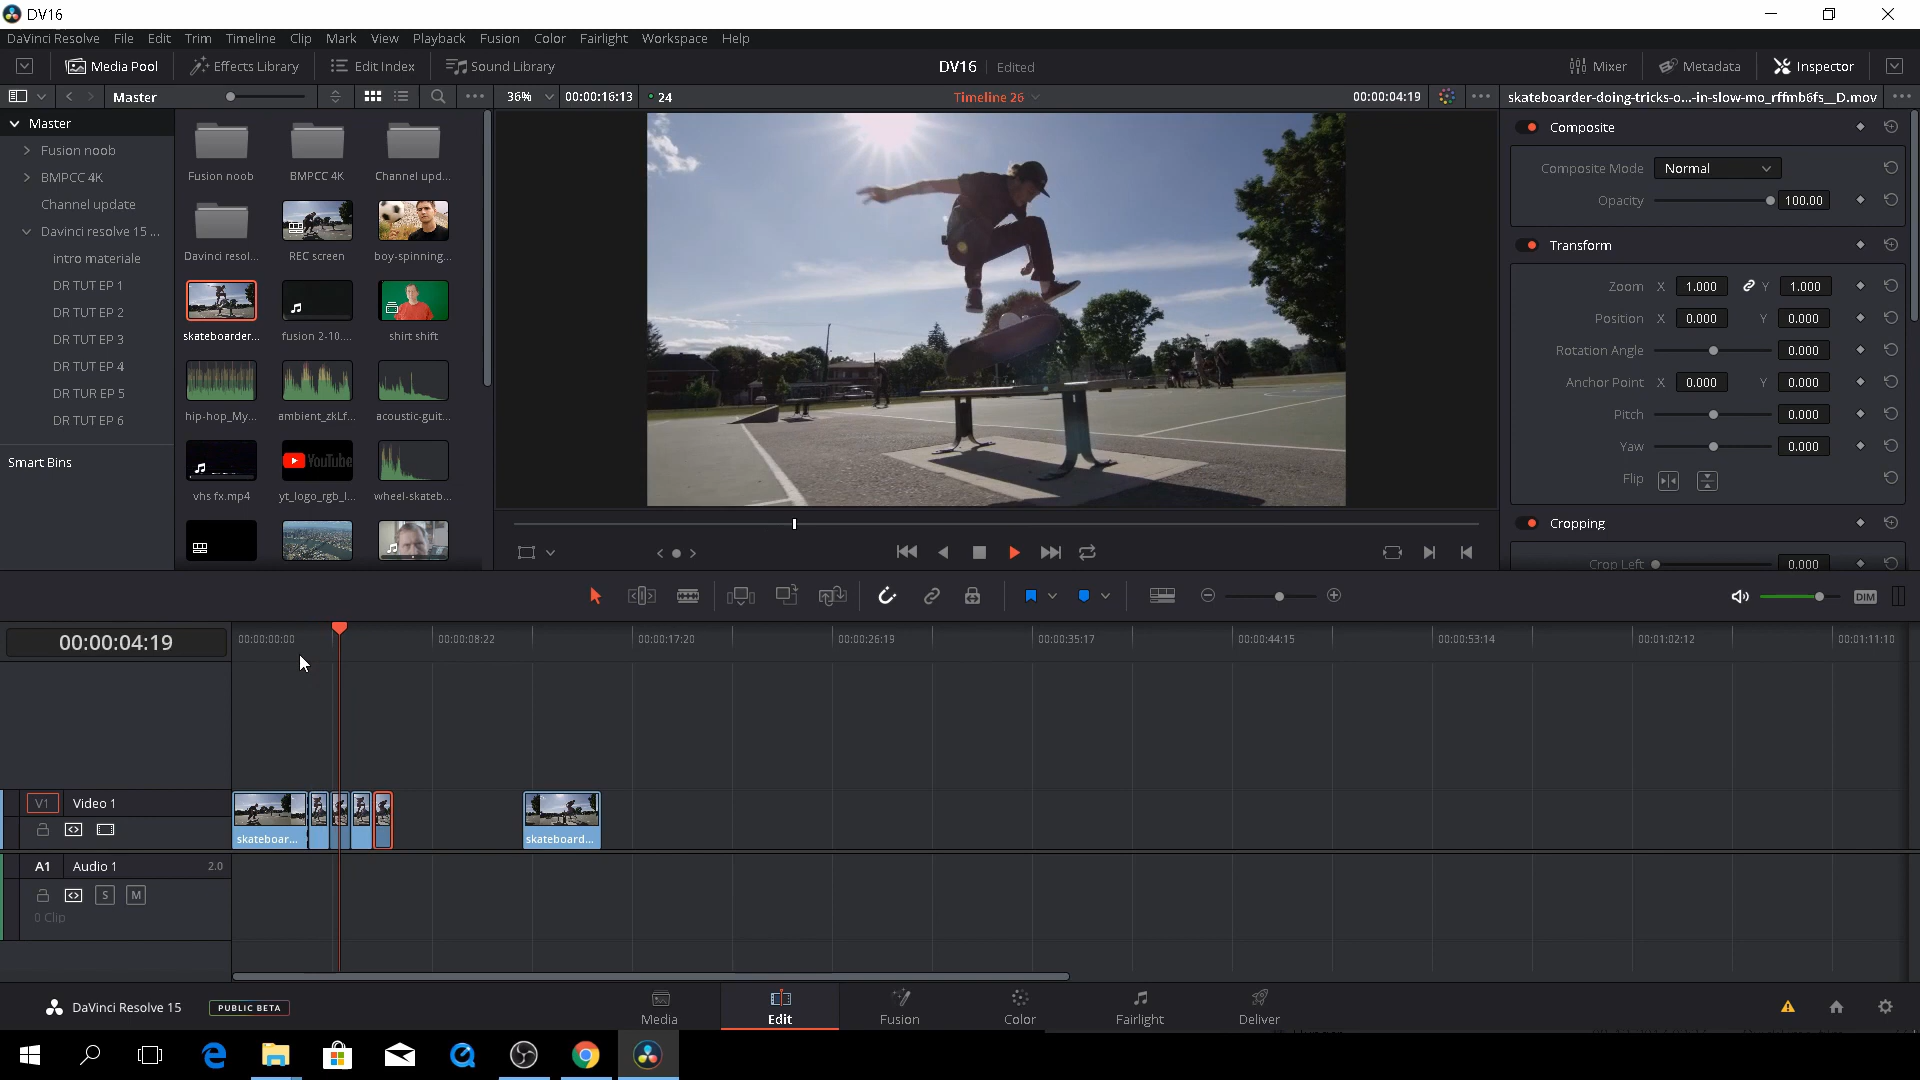 DV16
DaVinci Resolve File Edit Trim Timeline Clip Mark View Playback Fusion Color Fairlight Workspace Help
Media Pool Effects Library Edit Index Sound Library DV16 Edited Mixer Metadata Inspector
Master 36% 00:00:16:13 24 Timeline 26 00:00:04:19 skateboarder-doing-tricks-o...-in-slow-mo_rffmb6fs__D.mov
Master
Fusion noob
BMPCC 4K
Channel update
Davinci resolve 15 ...
intro materiale
DR TUT EP 1
DR TUT EP 2
DR TUT EP 3
DR TUT EP 4
DR TUR EP 5
DR TUT EP 6
Smart Bins
Fusion noob BMPCC 4K Channel upd...
Davinci resol... REC screen boy-spinning...
skateboarder... fusion 2-10.... shirt shift
hip-hop_My... ambient_zkLf... acoustic-guit...
YouTube
vhs fx.mp4 yt_logo_rgb_l... wheel-skateb...
Composite
Composite Mode Normal
Opacity 100.00
Transform
Zoom X 1.000 Y 1.000
Position X 0.000 Y 0.000
Rotation Angle 0.000
Anchor Point X 0.000 Y 0.000
Pitch 0.000
Yaw 0.000
Flip
Cropping
Crop Left 0.000
DIM
00:00:04:19 00:00:00:00 00:00:08:22 00:00:17:20 00:00:26:19 00:00:35:17 00:00:44:15 00:00:53:14 00:01:02:12 00:01:11:10
V1 Video 1
skateboar... skateboard...
A1 Audio 1 2.0
S M
0 Clip
DaVinci Resolve 15 PUBLIC BETA Media Edit Fusion Color Fairlight Deliver